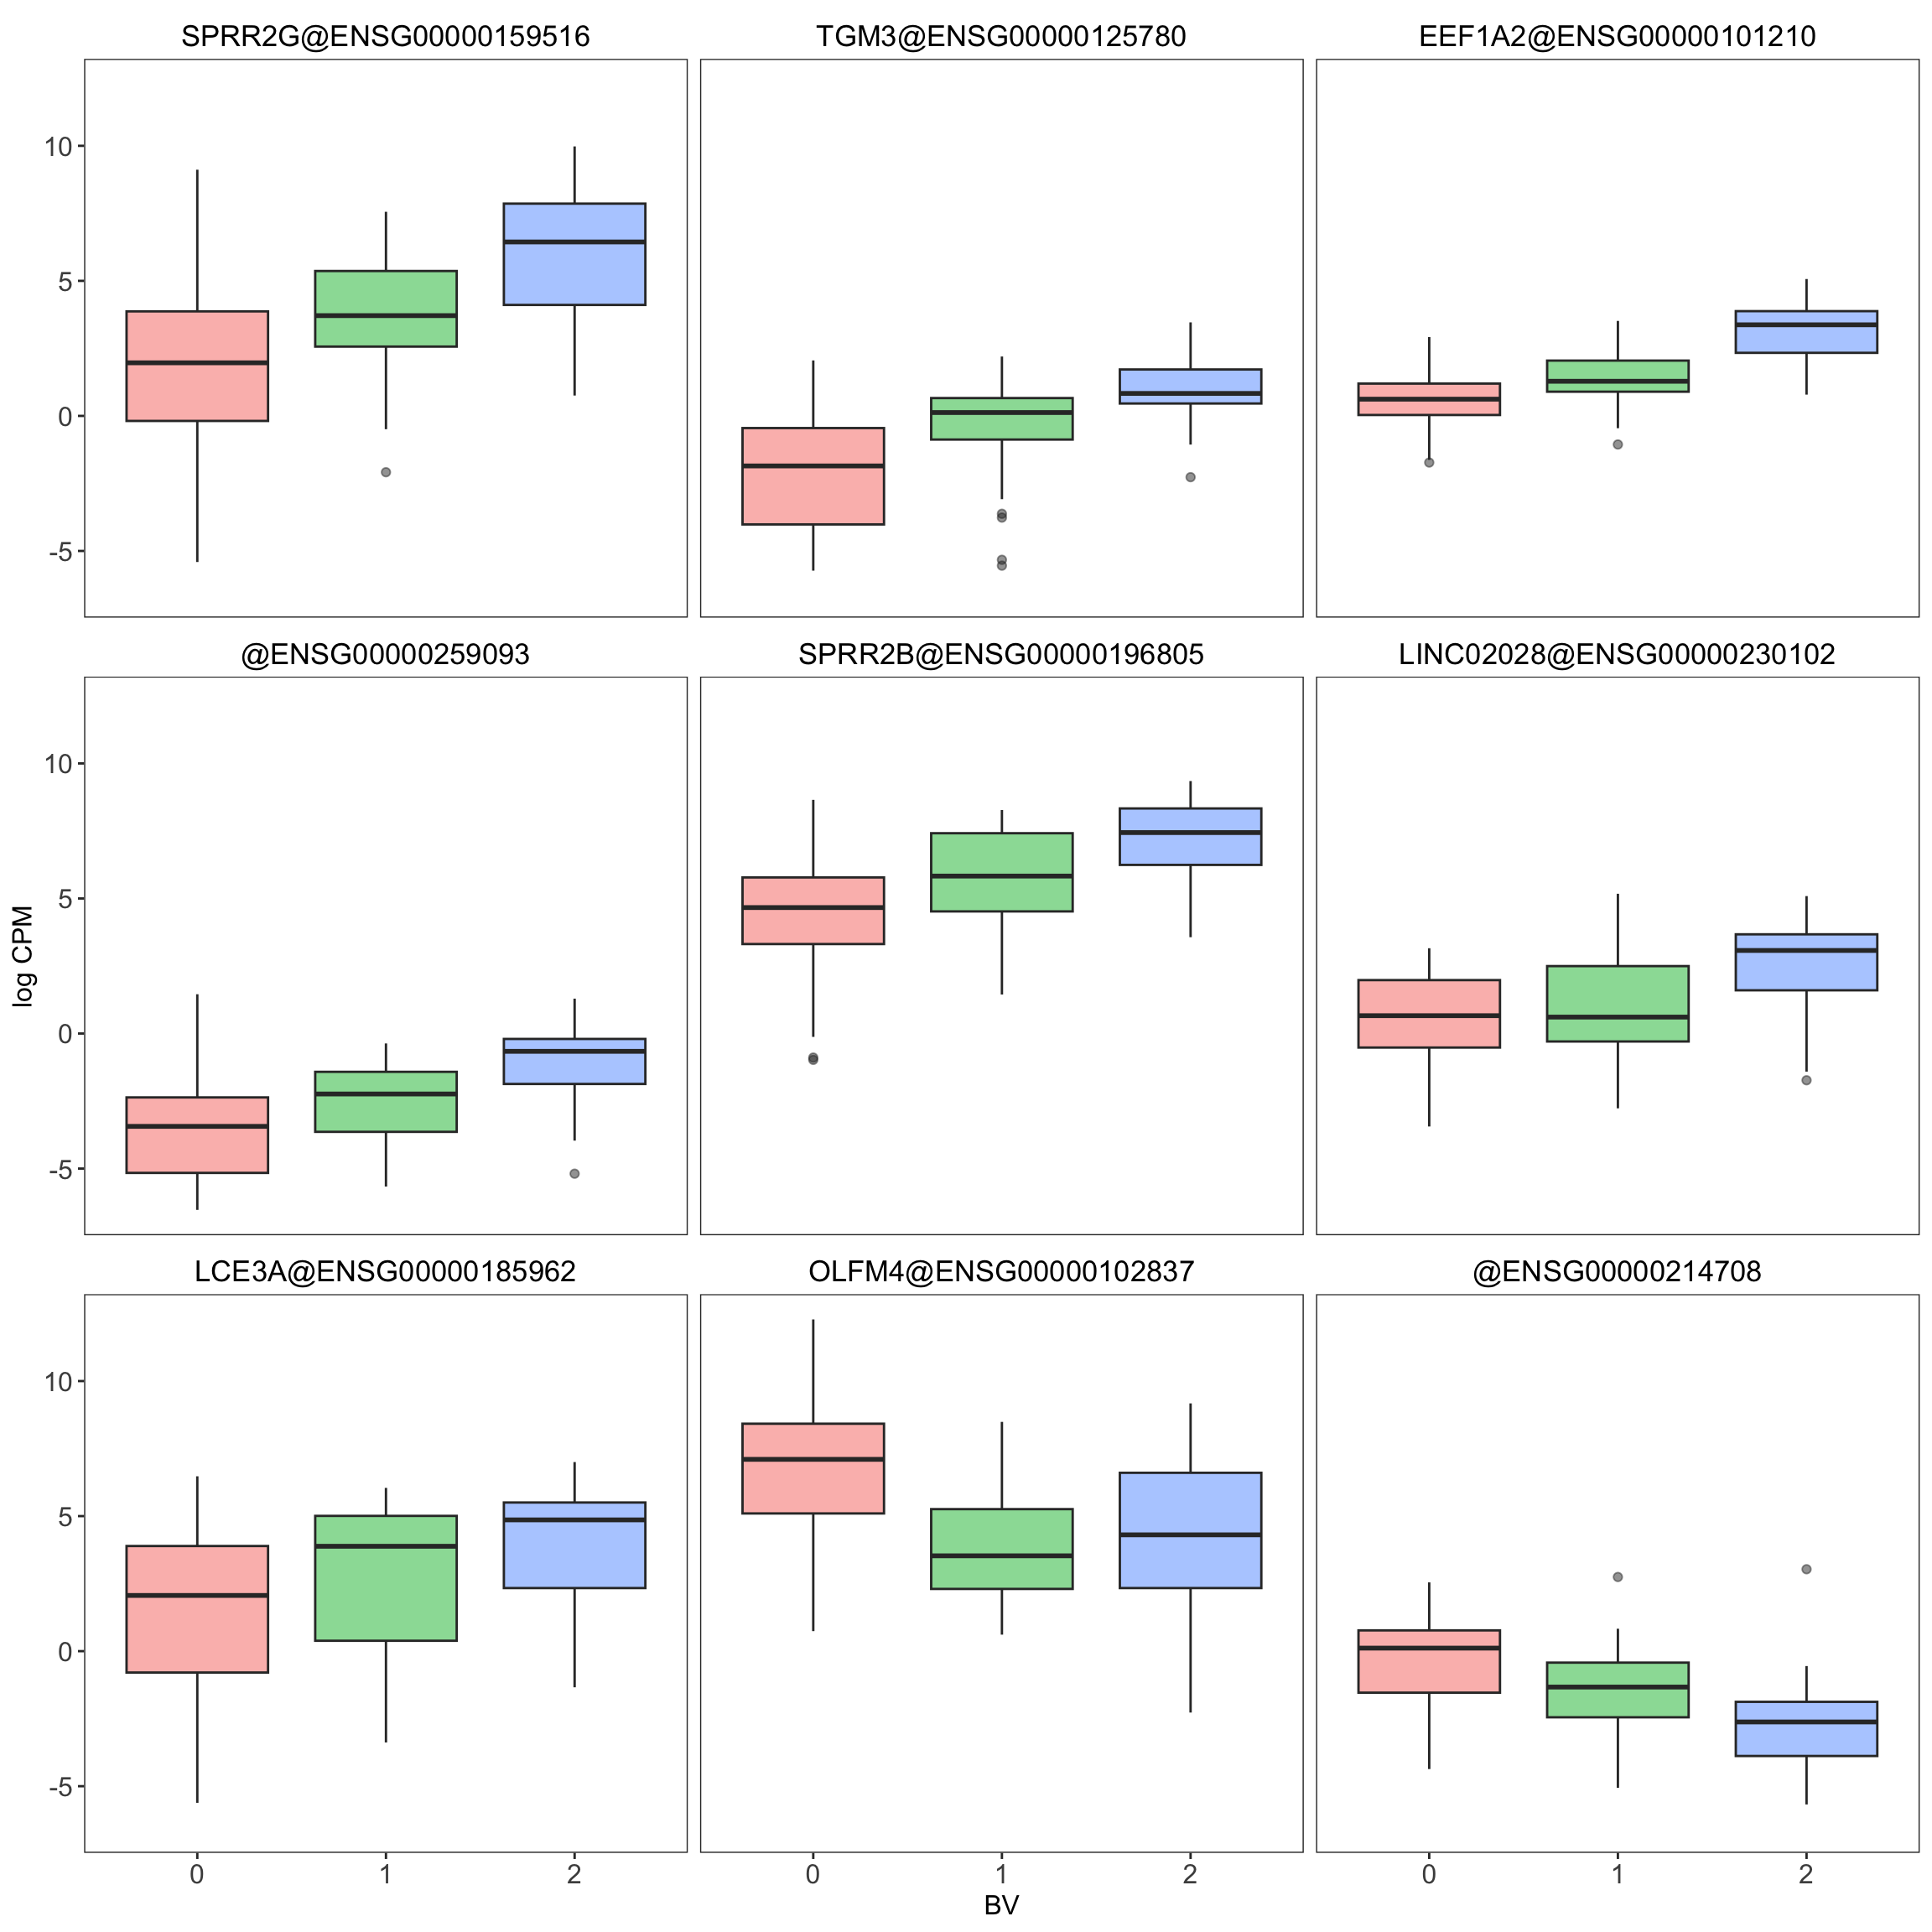 SPRR2G@ENSG00000159516 TGM3@ENSG00000125780 EEF1A2@ENSG00000101210
10
5
0
-5
@ENSG00000259093 SPRR2B@ENSG00000196805 LINC02028@ENSG00000230102
10
5
0
-5
log CPM
LCE3A@ENSG00000185962 OLFM4@ENSG00000102837 @ENSG00000214708
10
5
0
-5
0 1 2 0 1 2 0 1 2
BV